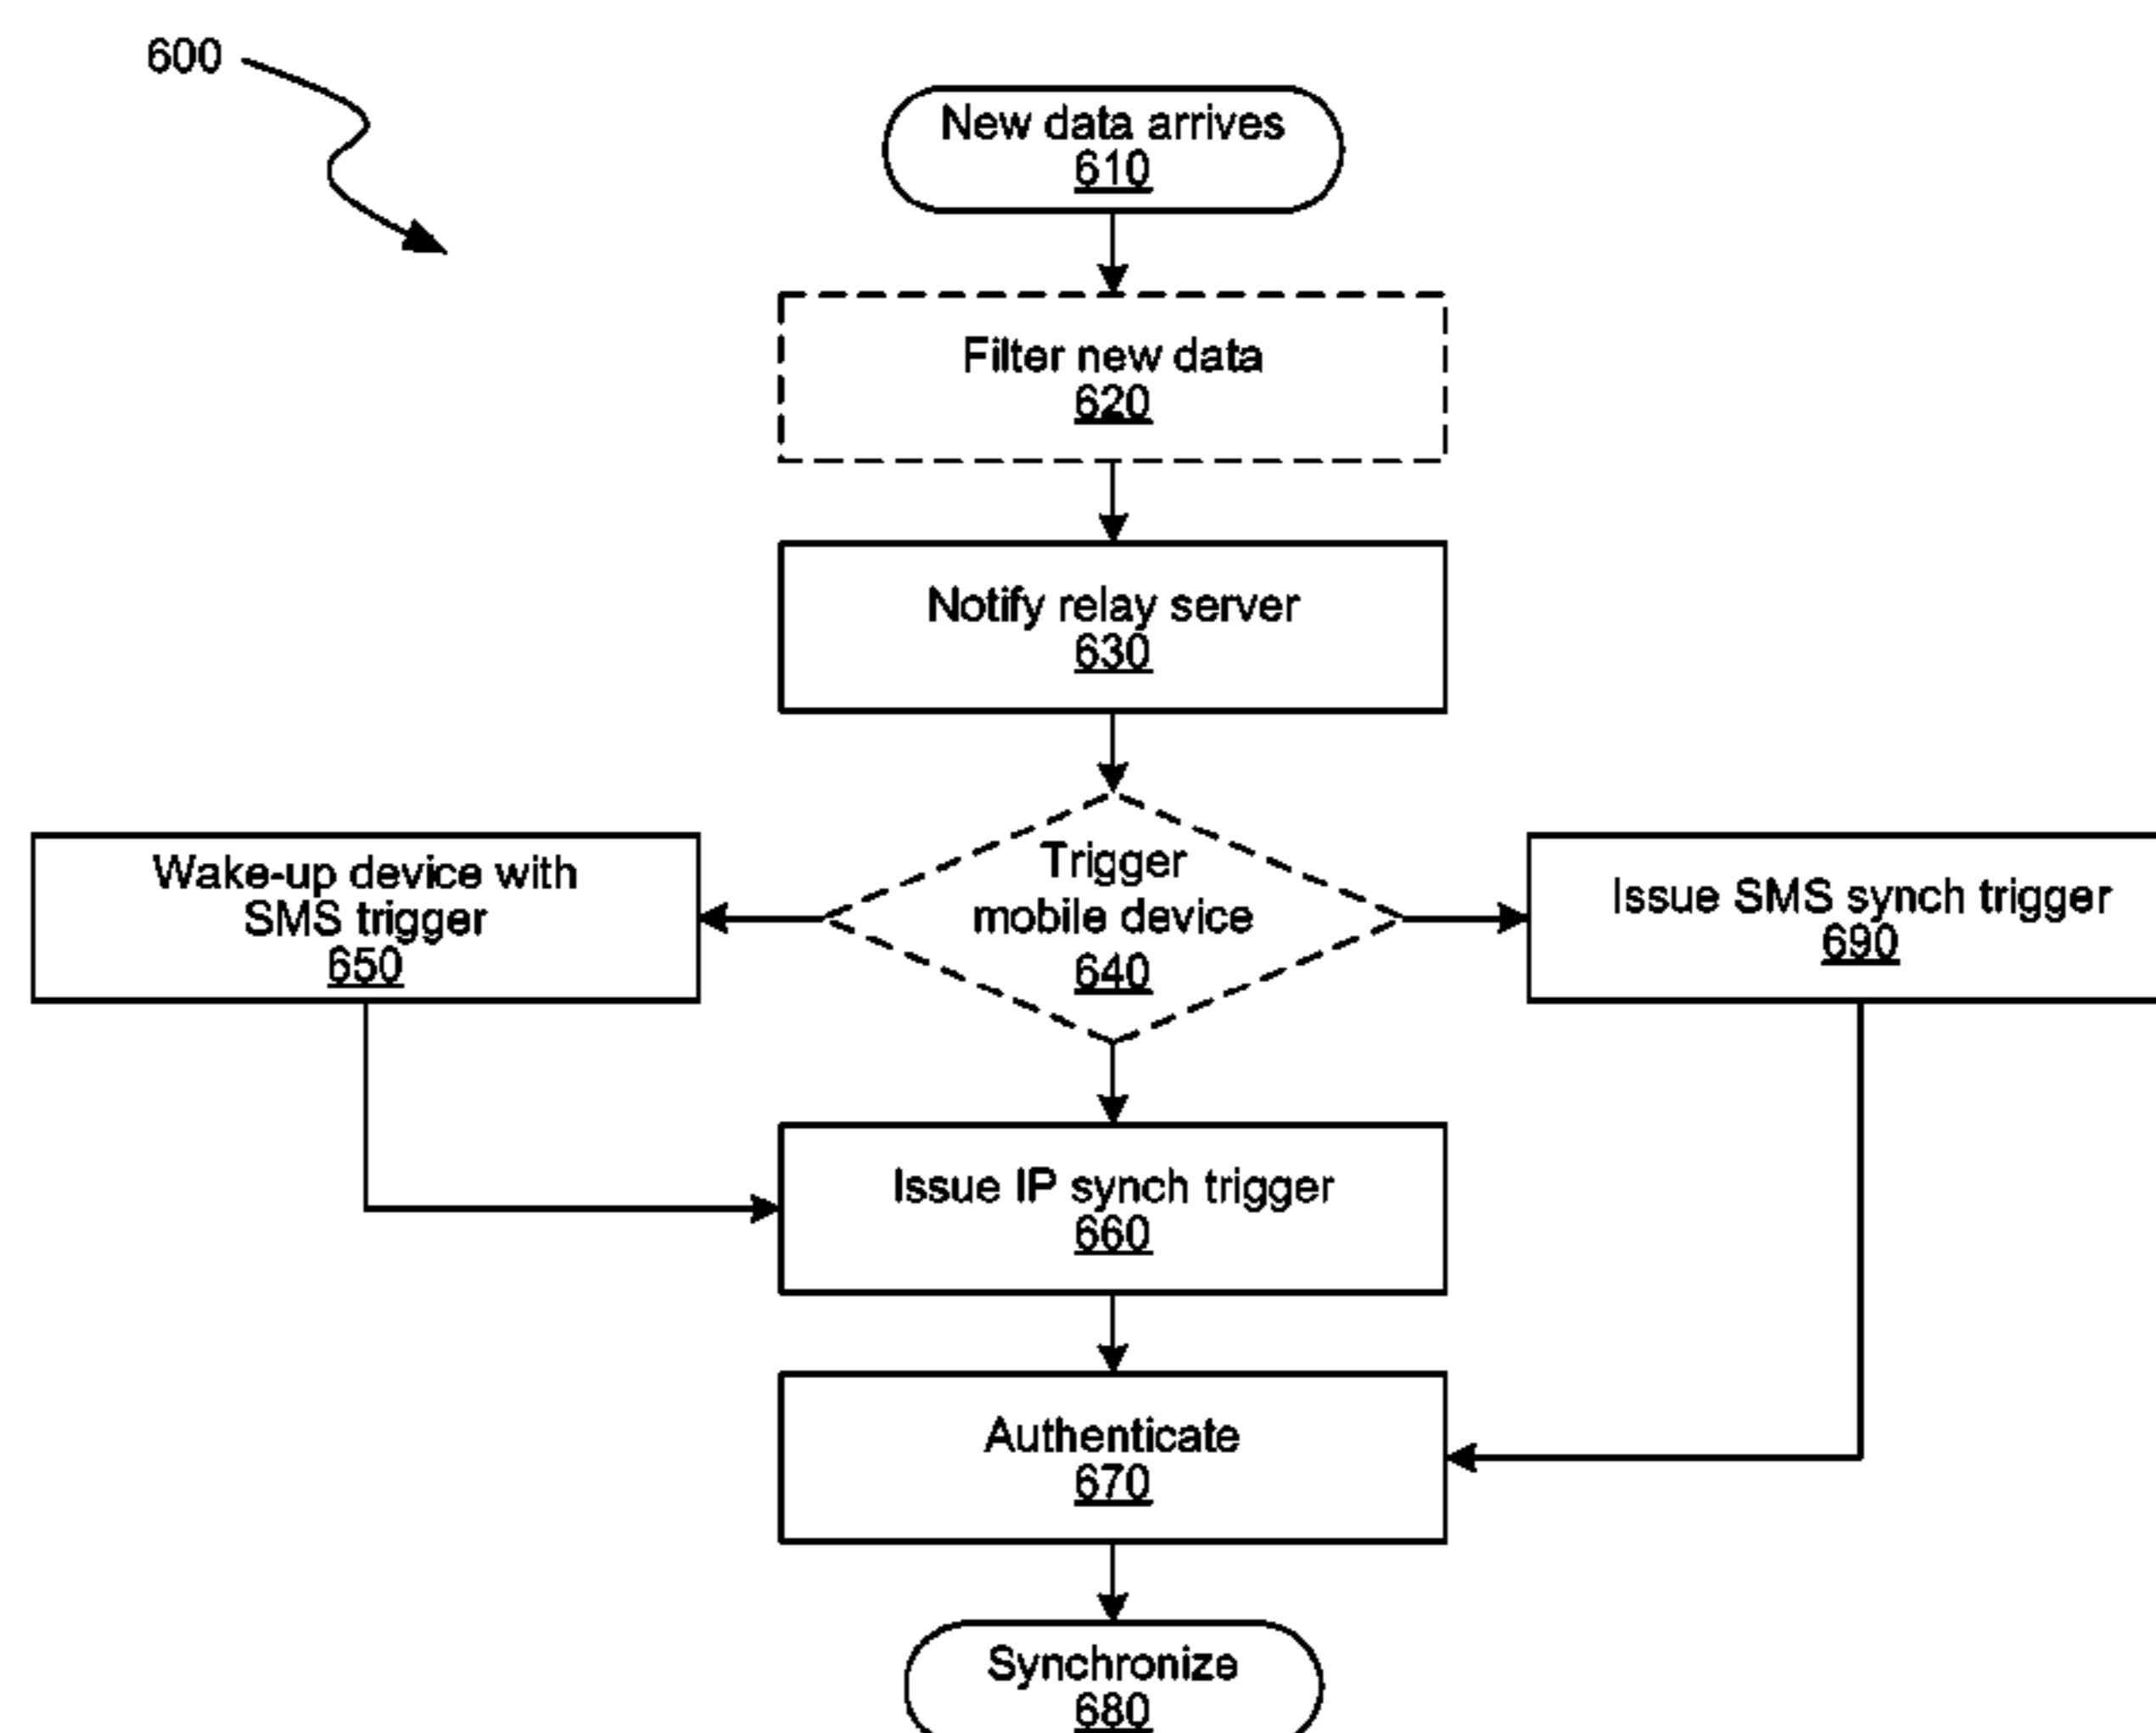 600
New data arrives
610
Filter new data
620
Notify relay server
630
Trigger
mobile device
640
Wake-up device with
SMS trigger
650
Issue SMS synch trigger
690
Issue IP synch trigger
660
Authenticate
670
Synchronize
680